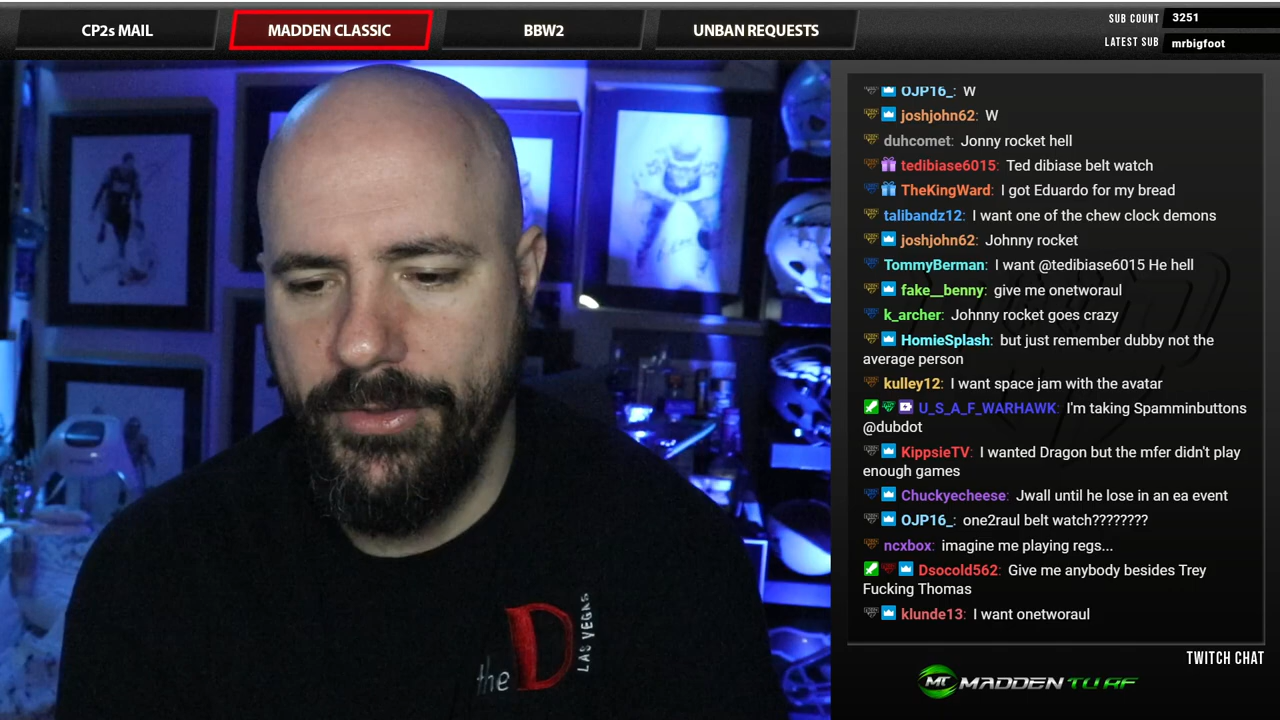 CP2s MAIL
MADDEN CLASSIC
BBW2
UNBAN REQUESTS
SUB COUNT 3251
LATEST SUB mrbigfoot
OJP16_: W
joshjohn62: W
duhcomet: Jonny rocket hell
tedibiase6015: Ted dibiase belt watch
TheKingWard: I got Eduardo for my bread
talibandz12: I want one of the chew clock demons
joshjohn62: Johnny rocket
TommyBerman: I want @tedibiase6015 He hell
fake__benny: give me onetworaul
k_archer: Johnny rocket goes crazy
HomieSplash: but just remember dubby not the
average person
kulley12: I want space jam with the avatar
U_S_A_F_WARHAWK: I'm taking Spamminbuttons
@dubdot
KippsieTV: I wanted Dragon but the mfer didn't play
enough games
Chuckyecheese: Jwall until he lose in an ea event
OJP16_: one2raul belt watch????????
ncxbox: imagine me playing regs...
Dsocold562: Give me anybody besides Trey
Fucking Thomas
klunde13: I want onetworaul
TWITCH CHAT
MT MADDEN TURF
the D LAS VEGAS